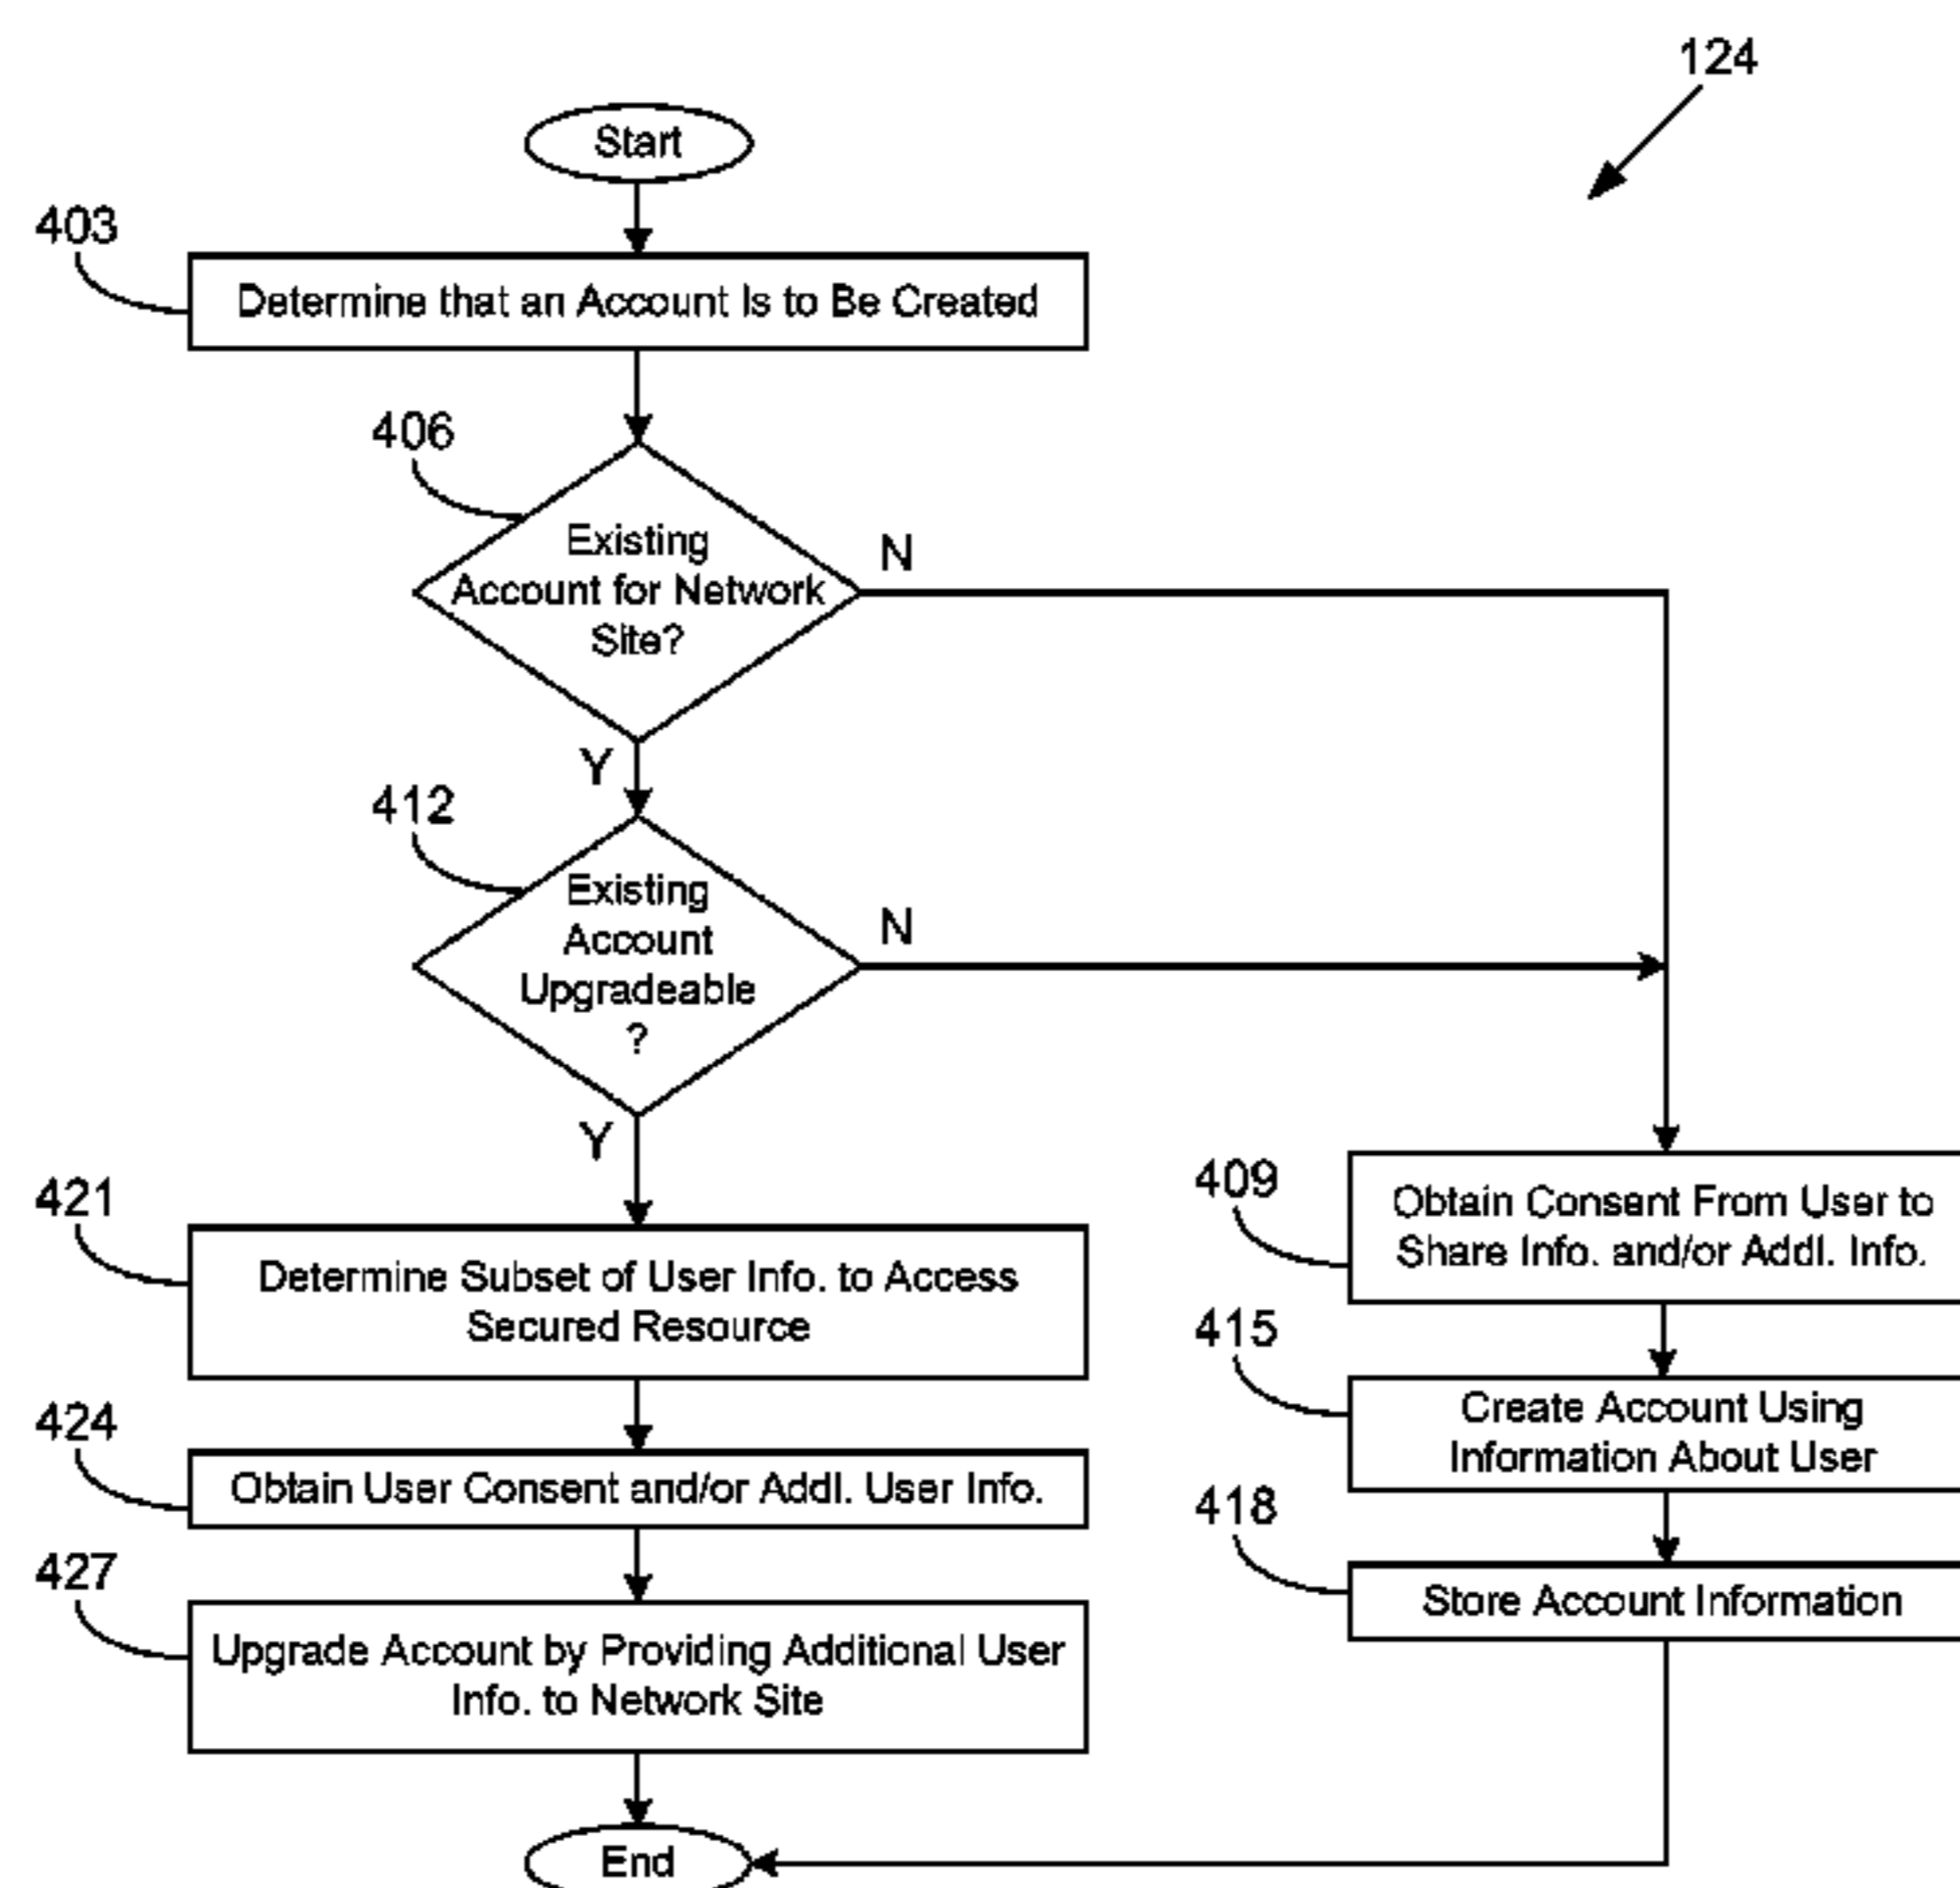 124
Start
403
Determine that an Account Is to Be Created
406
Existing
Account for Network
Site?
N
Y
412
Existing
Account
Upgradeable
?
N
Y
421
Determine Subset of User Info. to Access
Secured Resource
424
Obtain User Consent and/or Addl. User Info.
427
Upgrade Account by Providing Additional User
Info. to Network Site
409
Obtain Consent From User to
Share Info. and/or Addl. Info.
415
Create Account Using
Information About User
418
Store Account Information
End